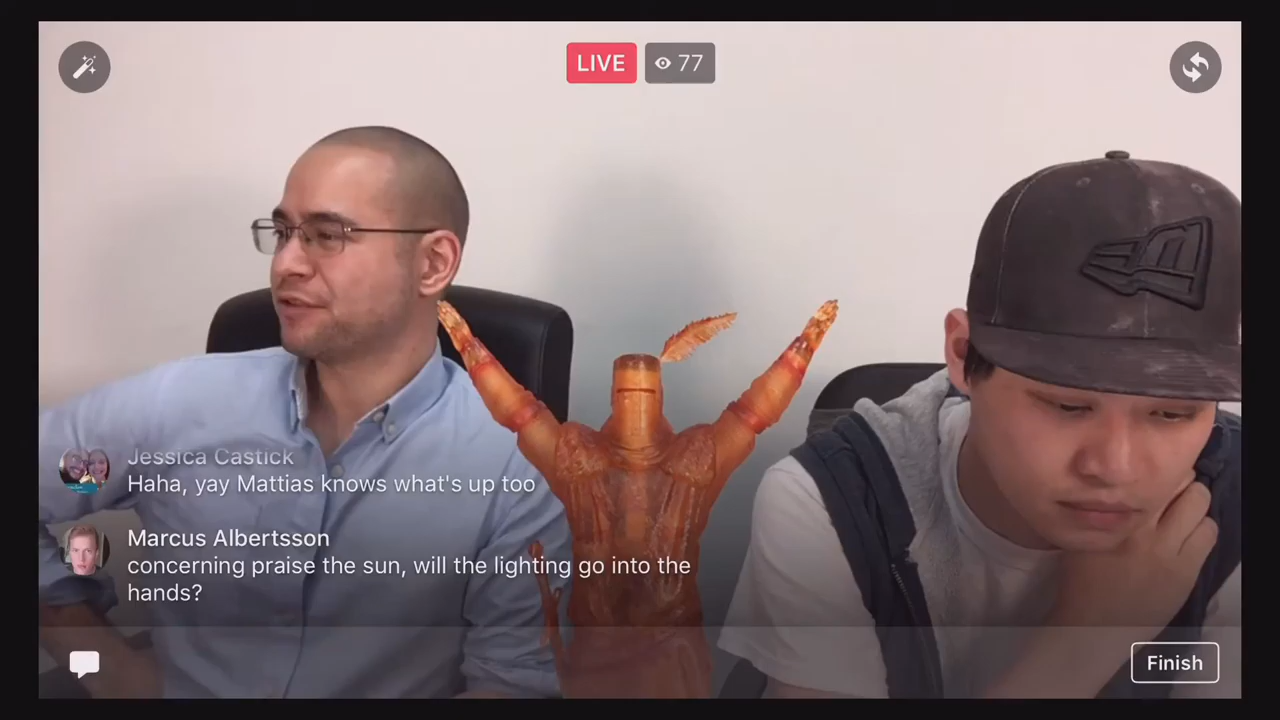 LIVE
77
Jessica Castick
Haha, yay Mattias knows what's up too
Marcus Albertsson
concerning praise the sun, will the lighting go into the
hands?
Finish